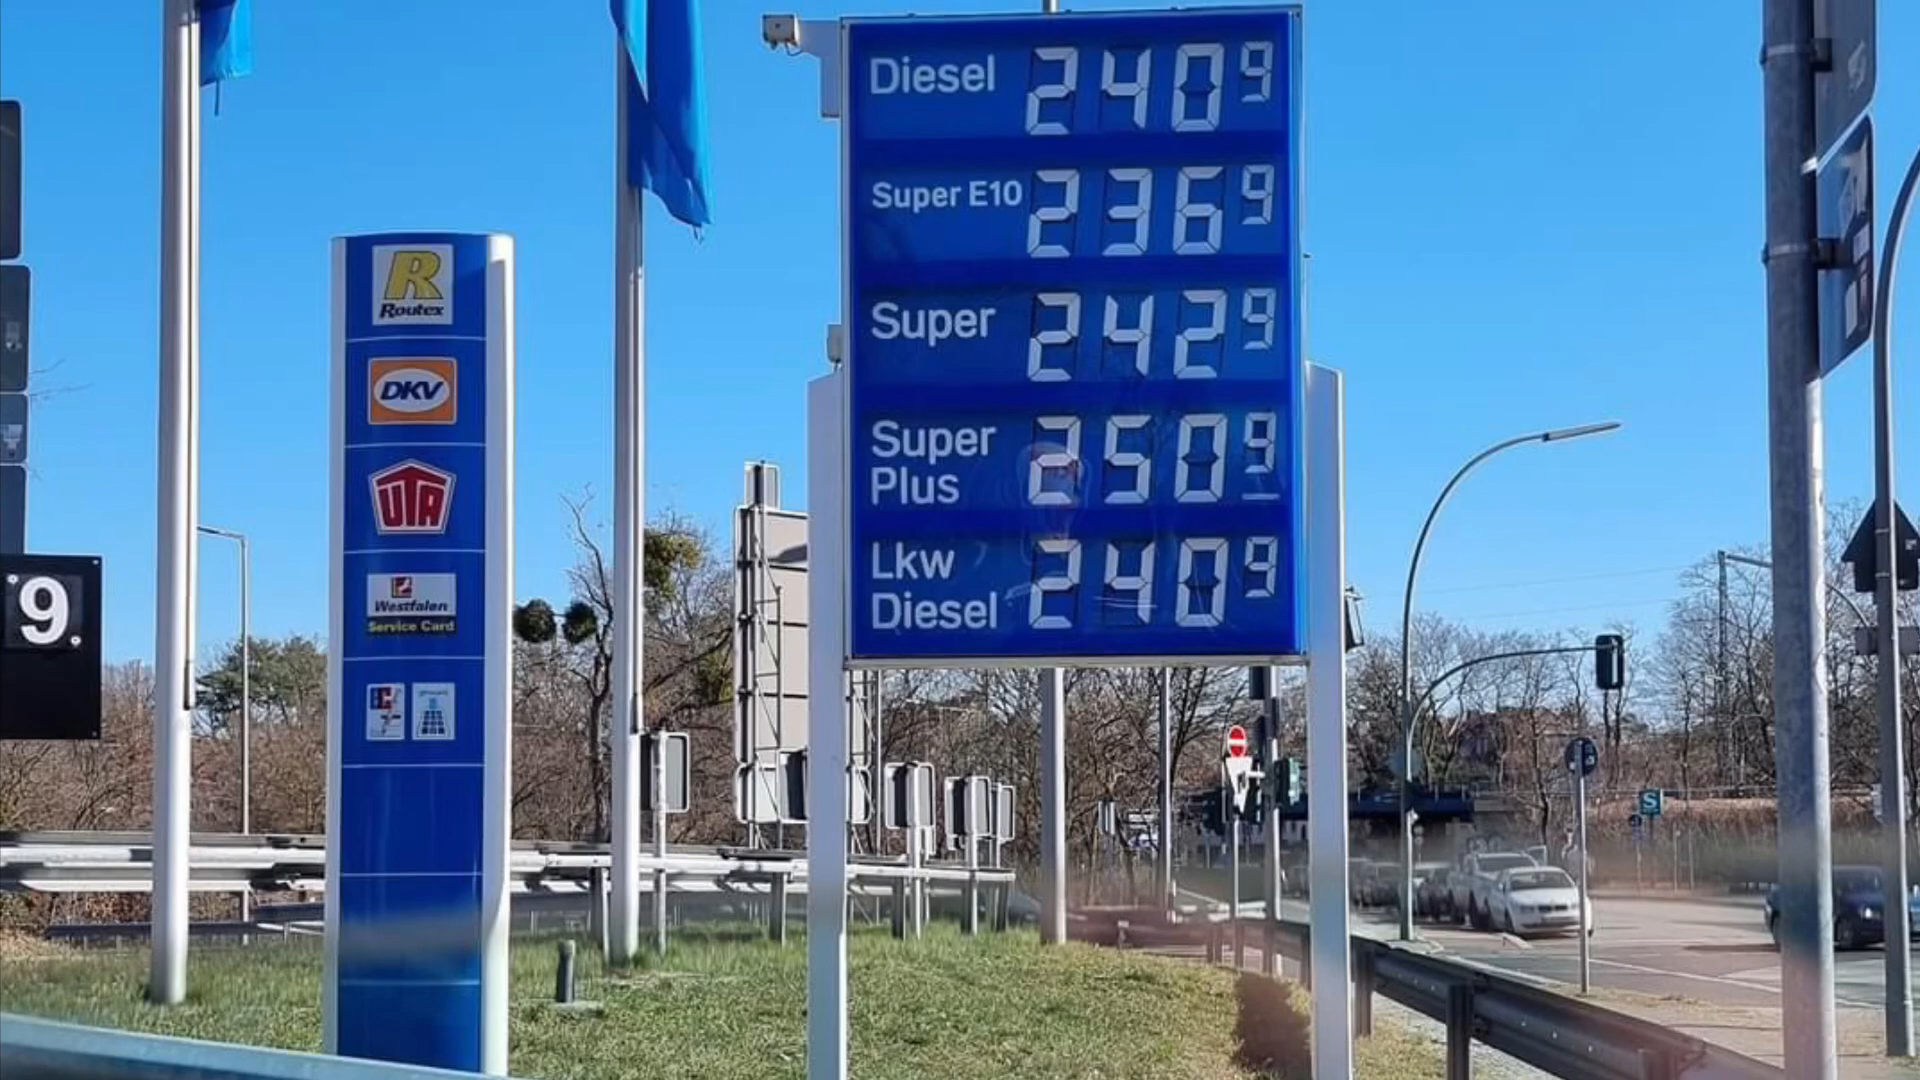 Diesel 240 9
Super E10 236 9
Super 242 9
Super Plus 250 9
Lkw Diesel 240 9
R
Routex
DKV
UTA
Westfalen
Service Card
9
S